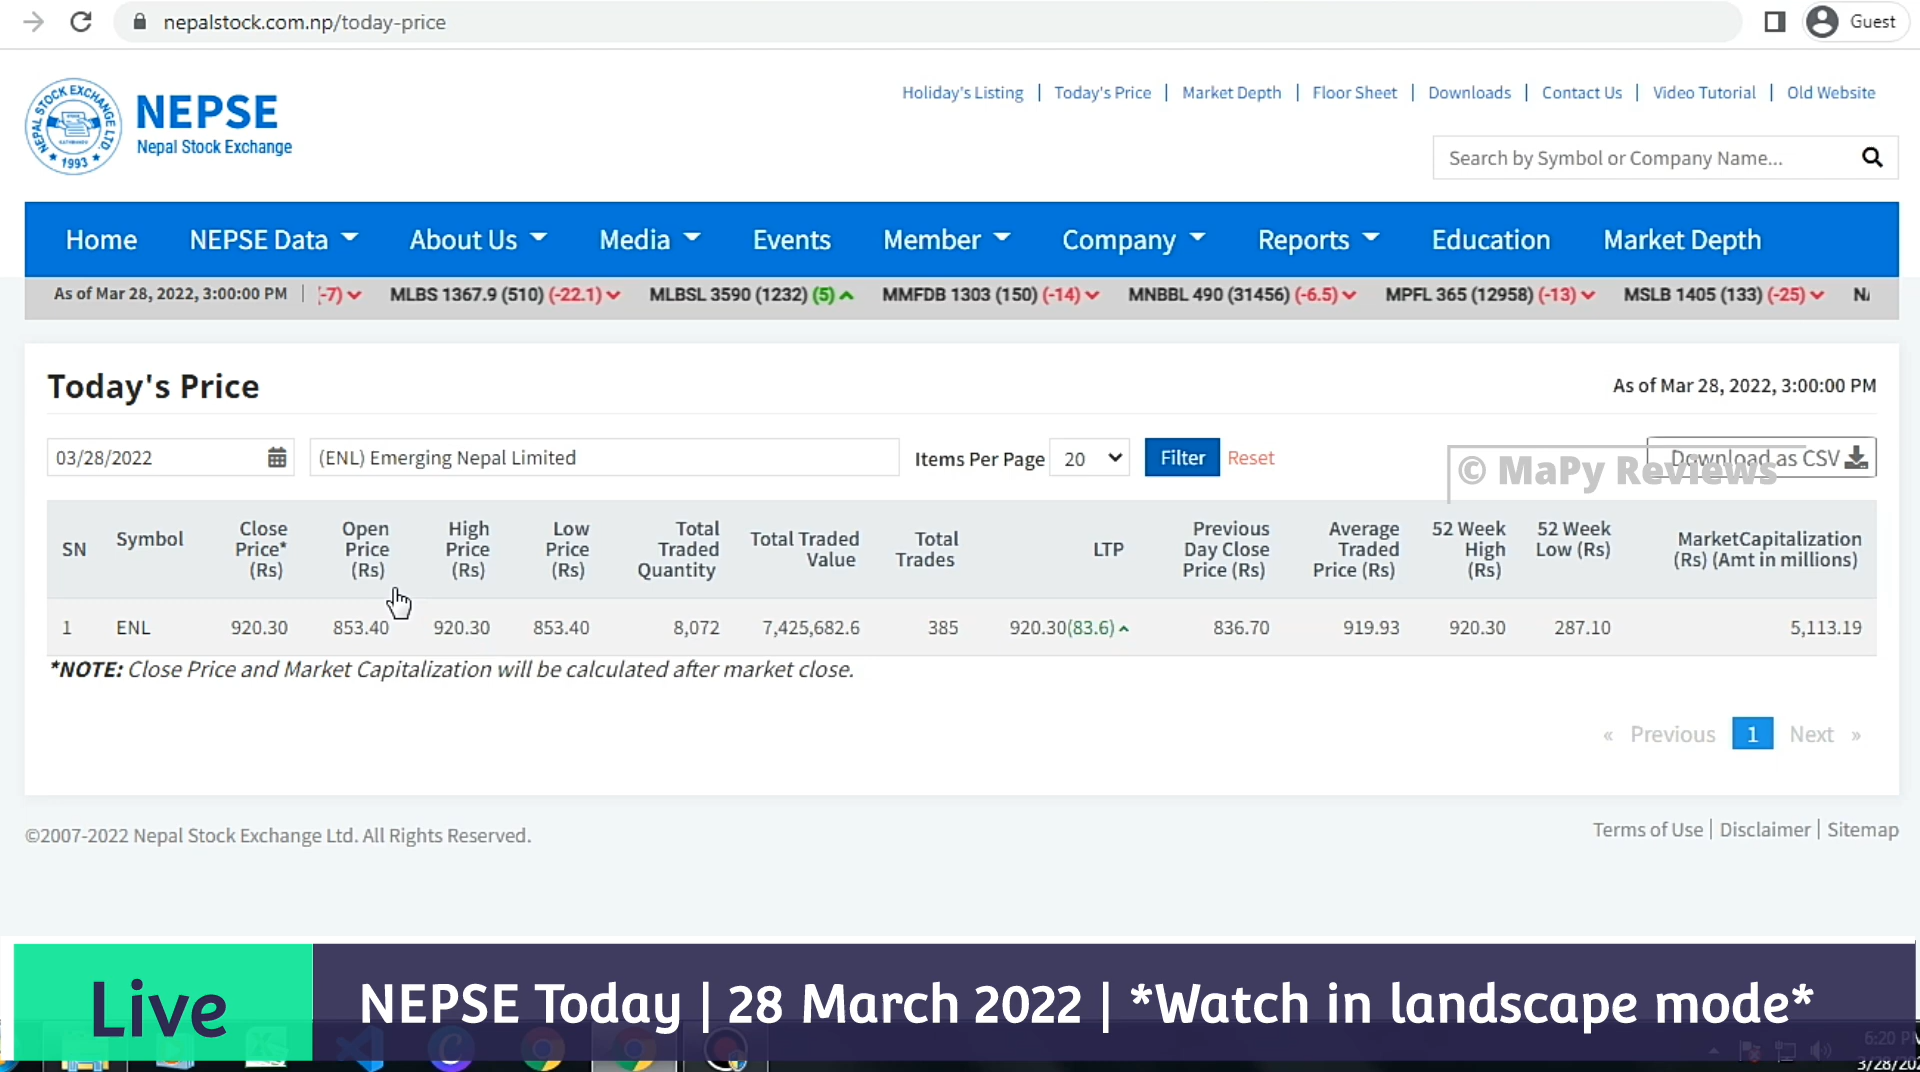 nepalstock.com.np/today-price
Guest
NEPAL STOCK EXCHANGE LTD.
1993
NEPSE
Nepal Stock Exchange
Holiday's Listing | Today's Price | Market Depth | Floor Sheet | Downloads | Contact Us | Video Tutorial | Old Website
Search by Symbol or Company Name...
Home NEPSE Data About Us Media Events Member Company Reports Education Market Depth
As of Mar 28, 2022, 3:00:00 PM | (-7) MLBS 1367.9 (510) (-22.1) MLBSL 3590 (1232) (5) MMFDB 1303 (150) (-14) MNBBL 490 (31456) (-6.5) MPFL 365 (12958) (-13) MSLB 1405 (133) (-25)
Today's Price
As of Mar 28, 2022, 3:00:00 PM
03/28/2022 (ENL) Emerging Nepal Limited Items Per Page 20 Filter Reset Download as CSV
© MaPy Reviews
SN Symbol Close Price* (Rs) Open Price (Rs) High Price (Rs) Low Price (Rs) Total Traded Quantity Total Traded Value Total Trades LTP Previous Day Close Price (Rs) Average Traded Price (Rs) 52 Week High (Rs) 52 Week Low (Rs) MarketCapitalization (Rs) (Amt in millions)
1 ENL 920.30 853.40 920.30 853.40 8,072 7,425,682.6 385 920.30(83.6) 836.70 919.93 920.30 287.10 5,113.19
*NOTE: Close Price and Market Capitalization will be calculated after market close.
« Previous 1 Next »
©2007-2022 Nepal Stock Exchange Ltd. All Rights Reserved.
Terms of Use | Disclaimer | Sitemap
Live
NEPSE Today | 28 March 2022 | *Watch in landscape mode*
6:20